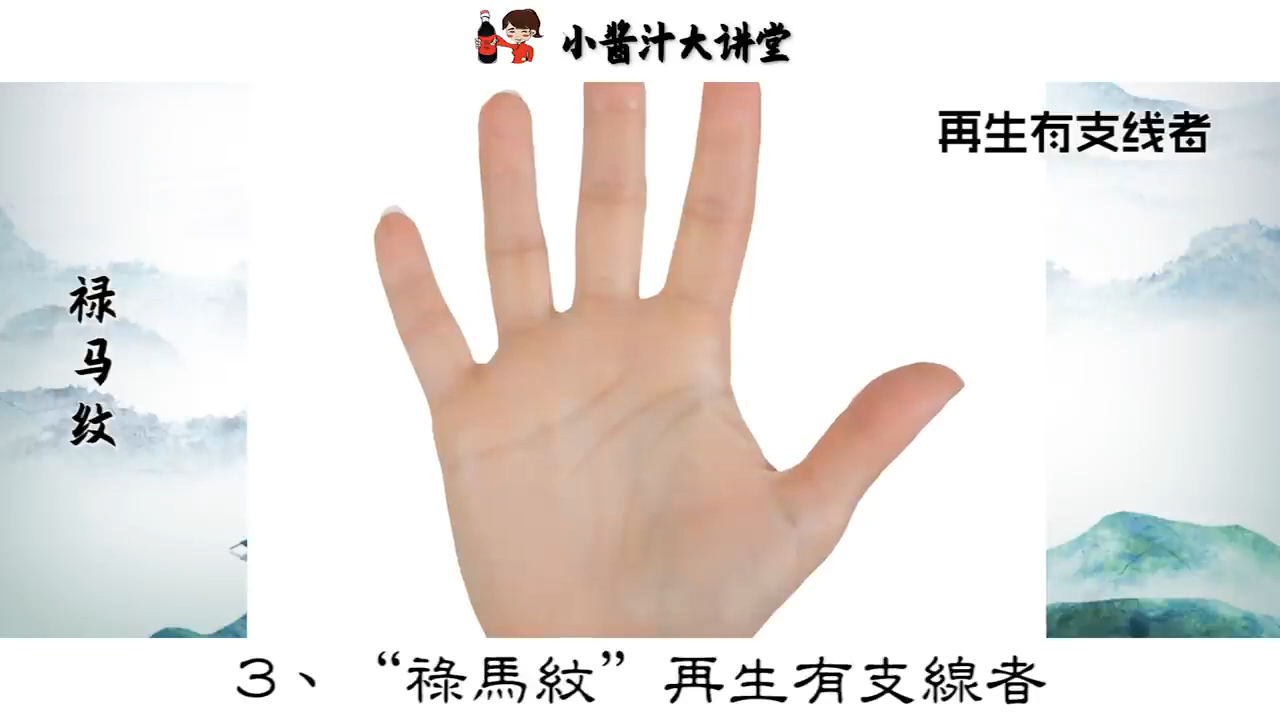 小酱汁大讲堂
再生有支线者
禄马纹
3、“祿馬紋”再生有支線者